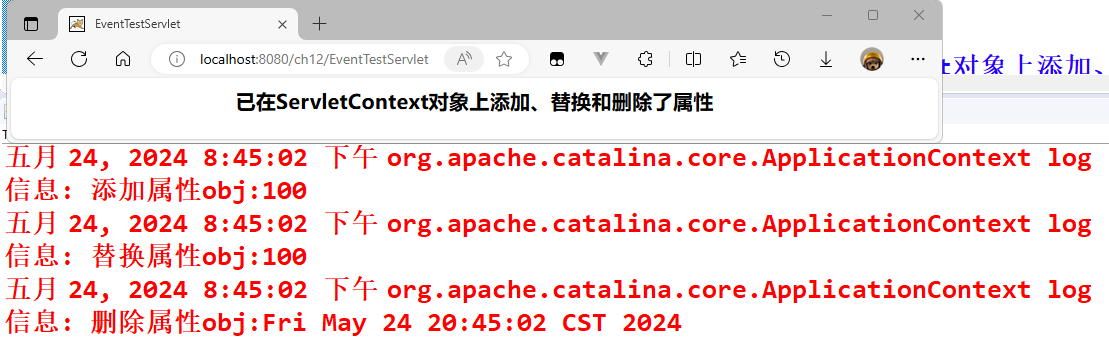 EventTestServlet
localhost:8080/ch12/EventTestServlet
t对象上添加、
已在ServletContext对象上添加、替换和删除了属性
五月 24, 2024 8:45:02 下午 org.apache.catalina.core.ApplicationContext log
信息: 添加属性obj:100
五月 24, 2024 8:45:02 下午 org.apache.catalina.core.ApplicationContext log
信息: 替换属性obj:100
五月 24, 2024 8:45:02 下午 org.apache.catalina.core.ApplicationContext log
信息: 删除属性obj:Fri May 24 20:45:02 CST 2024